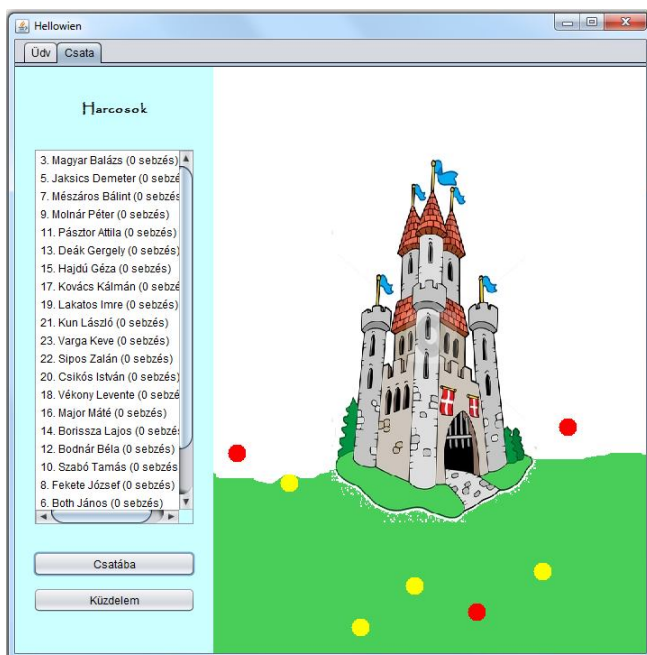 Hellowien
Üdv Csata
Harcosok
3. Magyar Balázs (0 sebzés)
5. Jaksics Demeter (0 sebzé
7. Mészáros Bálint (0 sebzés
9. Molnár Péter (0 sebzés)
11. Pásztor Attila (0 sebzés)
13. Deák Gergely (0 sebzés)
15. Hajdú Géza (0 sebzés)
17. Kovács Kálmán (0 sebzé
19. Lakatos Imre (0 sebzés)
21. Kun László (0 sebzés)
23. Varga Keve (0 sebzés)
22. Sipos Zalán (0 sebzés)
20. Csikós István (0 sebzés)
18. Vékony Levente (0 sebzé
16. Major Máté (0 sebzés)
14. Borissza Lajos (0 sebzés)
12. Bodnár Béla (0 sebzés)
10. Szabó Tamás (0 sebzés
8. Fekete József (0 sebzés)
6. Both János (0 sebzés)
Csatába
Küzdelem